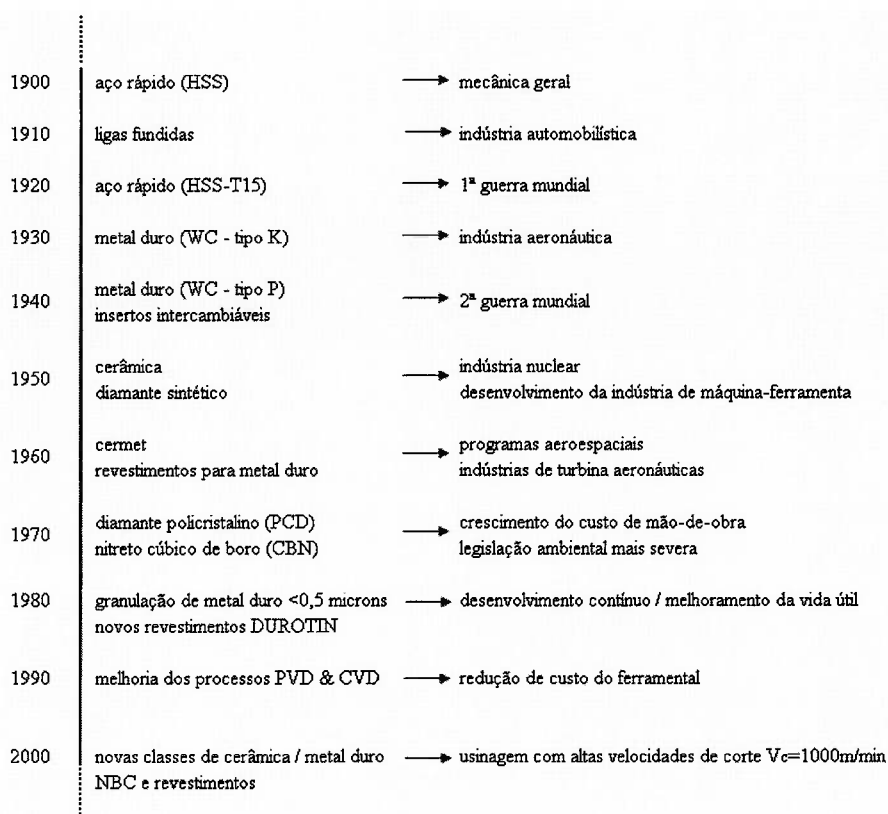 1900 aço rápido (HSS) mecânica geral
1910 ligas fundidas indústria automobilística
1920 aço rápido (HSS-T15) 1ª guerra mundial
1930 metal duro (WC - tipo K) indústria aeronáutica
1940 metal duro (WC - tipo P) 2ª guerra mundial
insertos intercambiáveis
1950 cerâmica indústria nuclear
diamante sintético desenvolvimento da indústria de máquina-ferramenta
1960 cermet programas aeroespaciais
revestimentos para metal duro indústrias de turbina aeronáuticas
1970 diamante policristalino (PCD) crescimento do custo de mão-de-obra
nitreto cúbico de boro (CBN) legislação ambiental mais severa
1980 granulação de metal duro <0,5 microns desenvolvimento contínuo / melhoramento da vida útil
novos revestimentos DUROTIN
1990 melhoria dos processos PVD & CVD redução de custo do ferramental
2000 novas classes de cerâmica / metal duro usinagem com altas velocidades de corte Vc=1000m/min
NBC e revestimentos